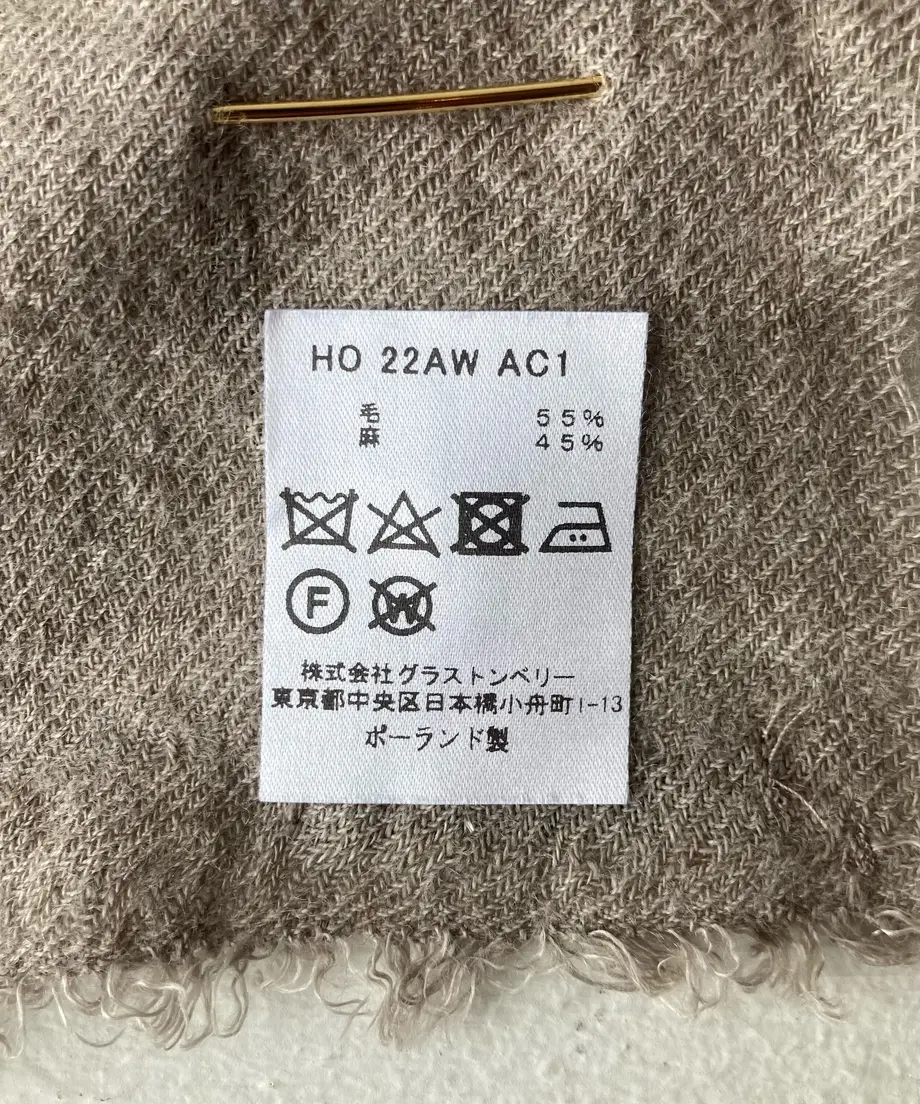 HO 22AW AC1
毛 55%
麻 45%
F W
株式会社グラストンベリー
東京都中央区日本橋小舟町1-13
ポーランド製